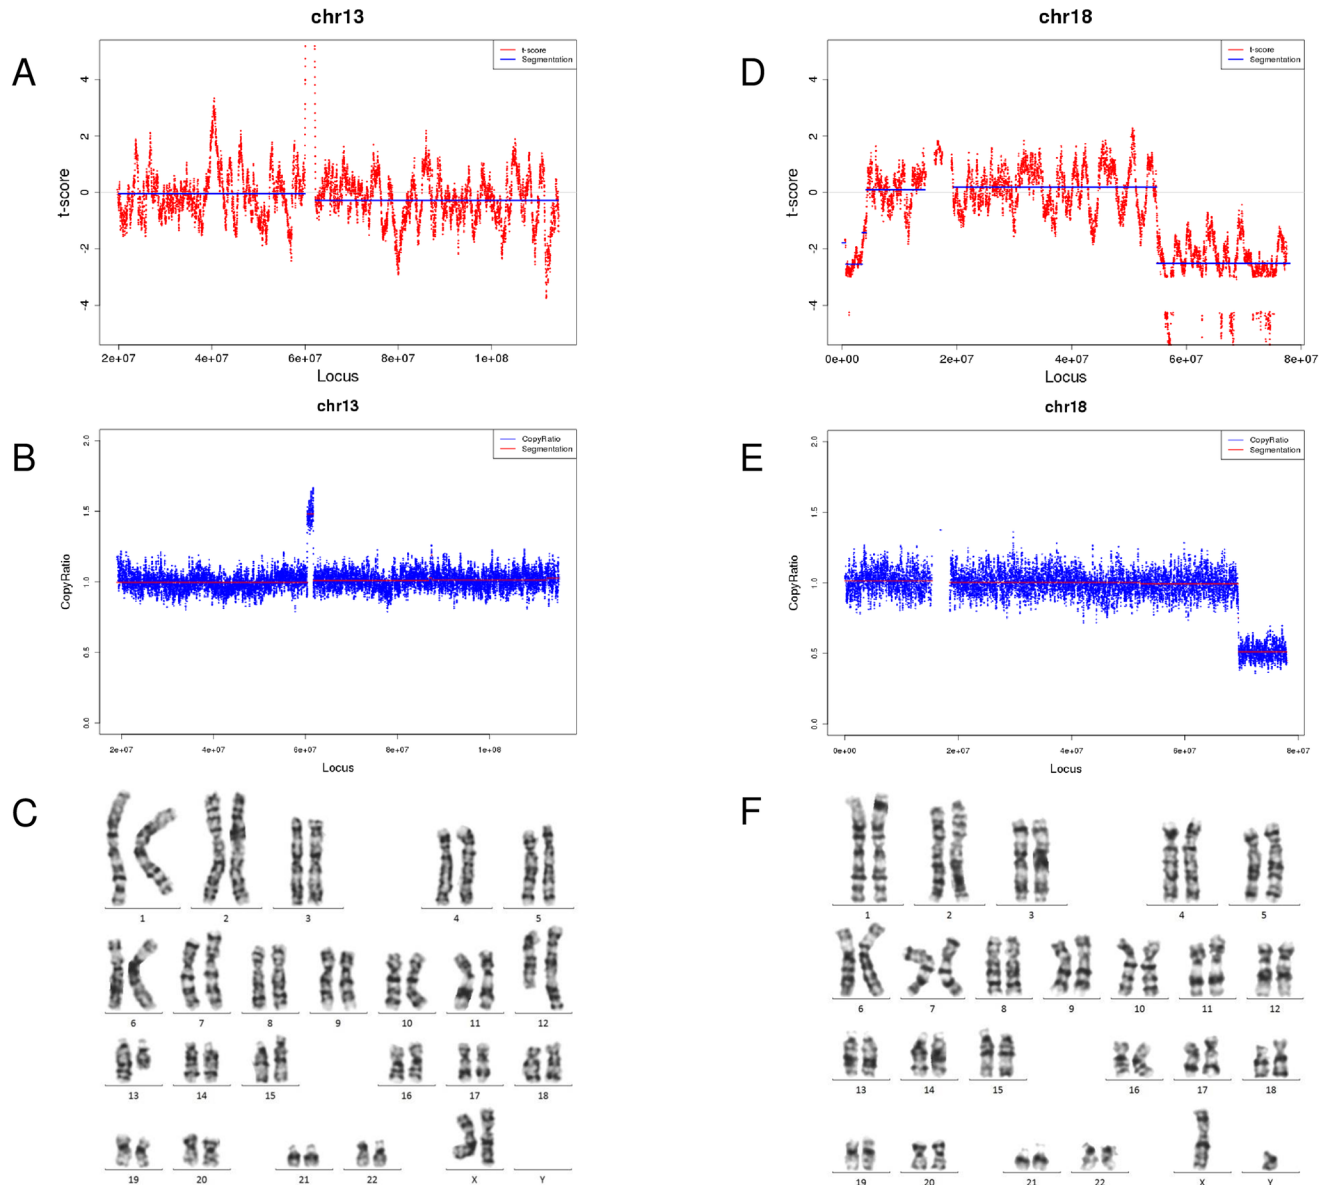 chr13
A
t-score
Segmentation
4
2
0
-2
-4
t-score
2e+07 4e+07 6e+07 8e+07 1e+08
Locus
chr13
B
CopyRatio
Segmentation
2.0
1.5
1.0
0.5
0.0
CopyRatio
2e+07 4e+07 6e+07 8e+07 1e+08
Locus
C
1 2 3 4 5
6 7 8 9 10 11 12
13 14 15 16 17 18
19 20 21 22 X Y
chr18
D
t-score
Segmentation
4
2
0
-2
-4
t-score
0e+00 2e+07 4e+07 6e+07 8e+07
Locus
chr18
E
CopyRatio
Segmentation
2.0
1.5
1.0
0.5
0.0
CopyRatio
0e+00 2e+07 4e+07 6e+07 8e+07
Locus
F
1 2 3 4 5
6 7 8 9 10 11 12
13 14 15 16 17 18
19 20 21 22 X Y